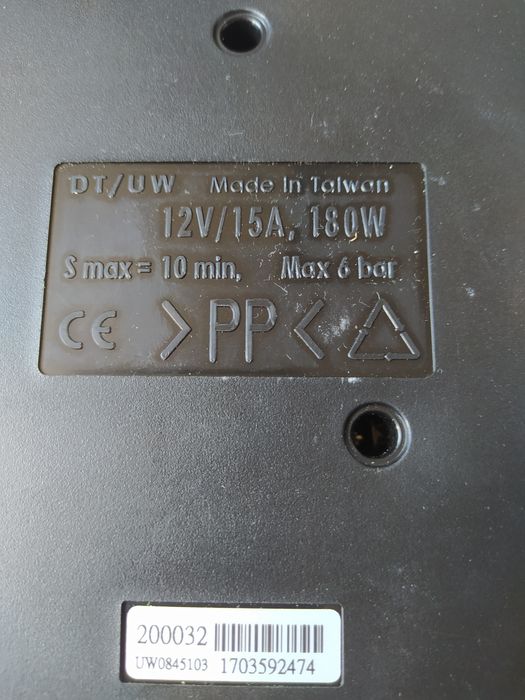 DT/UW Made In Taiwan
12V/15A, 180W
S max = 10 min, Max 6 bar
CE >PP<
200032
UW0845103 1703592474